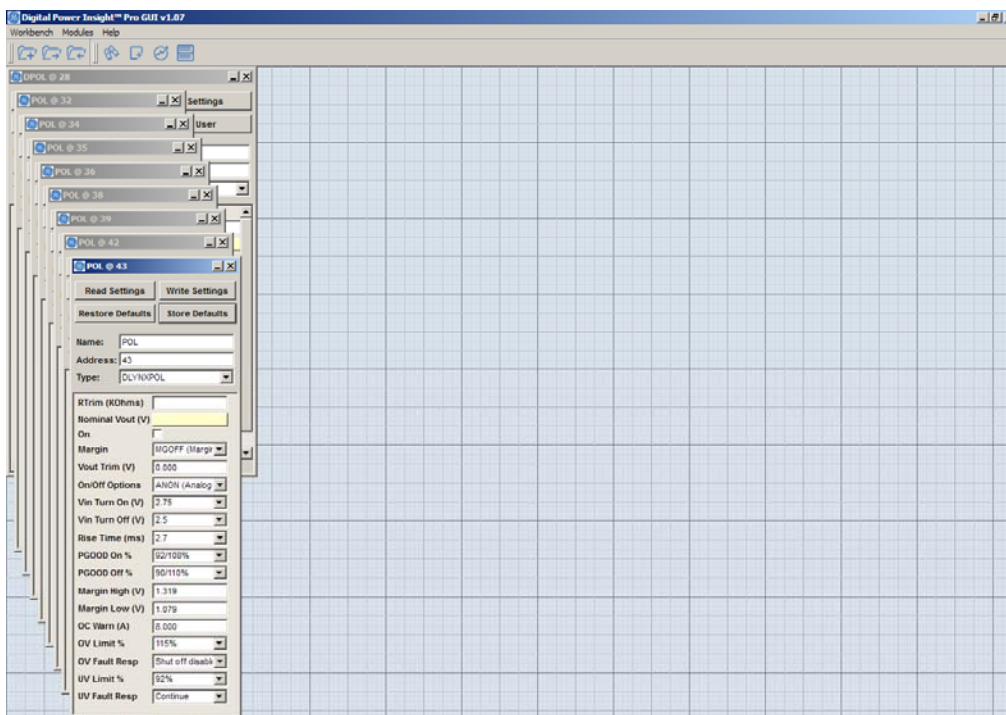 Digital Power Insight™ Pro GUI v1.07
Workbench Modules Help
DPOL @ 28
POL @ 32
Settings
POL @ 34
User
POL @ 35
POL @ 36
POL @ 38
POL @ 39
POL @ 42
POL @ 43
Read Settings Write Settings
Restore Defaults Store Defaults
Name: POL
Address: 43
Type: DLYNXPOL
RTrim (KOhms)
Nominal Vout (V)
On
Margin MGOFF (Margir
Vout Trim (V) 0.000
On/Off Options ANON (Analog
Vin Turn On (V) 2.75
Vin Turn Off (V) 2.5
Rise Time (ms) 2.7
PGOOD On % 92/108%
PGOOD Off % 90/110%
Margin High (V) 1.319
Margin Low (V) 1.079
OC Warn (A) 8.000
OV Limit % 115%
OV Fault Resp Shut off disabl
UV Limit % 92%
UV Fault Resp Continue